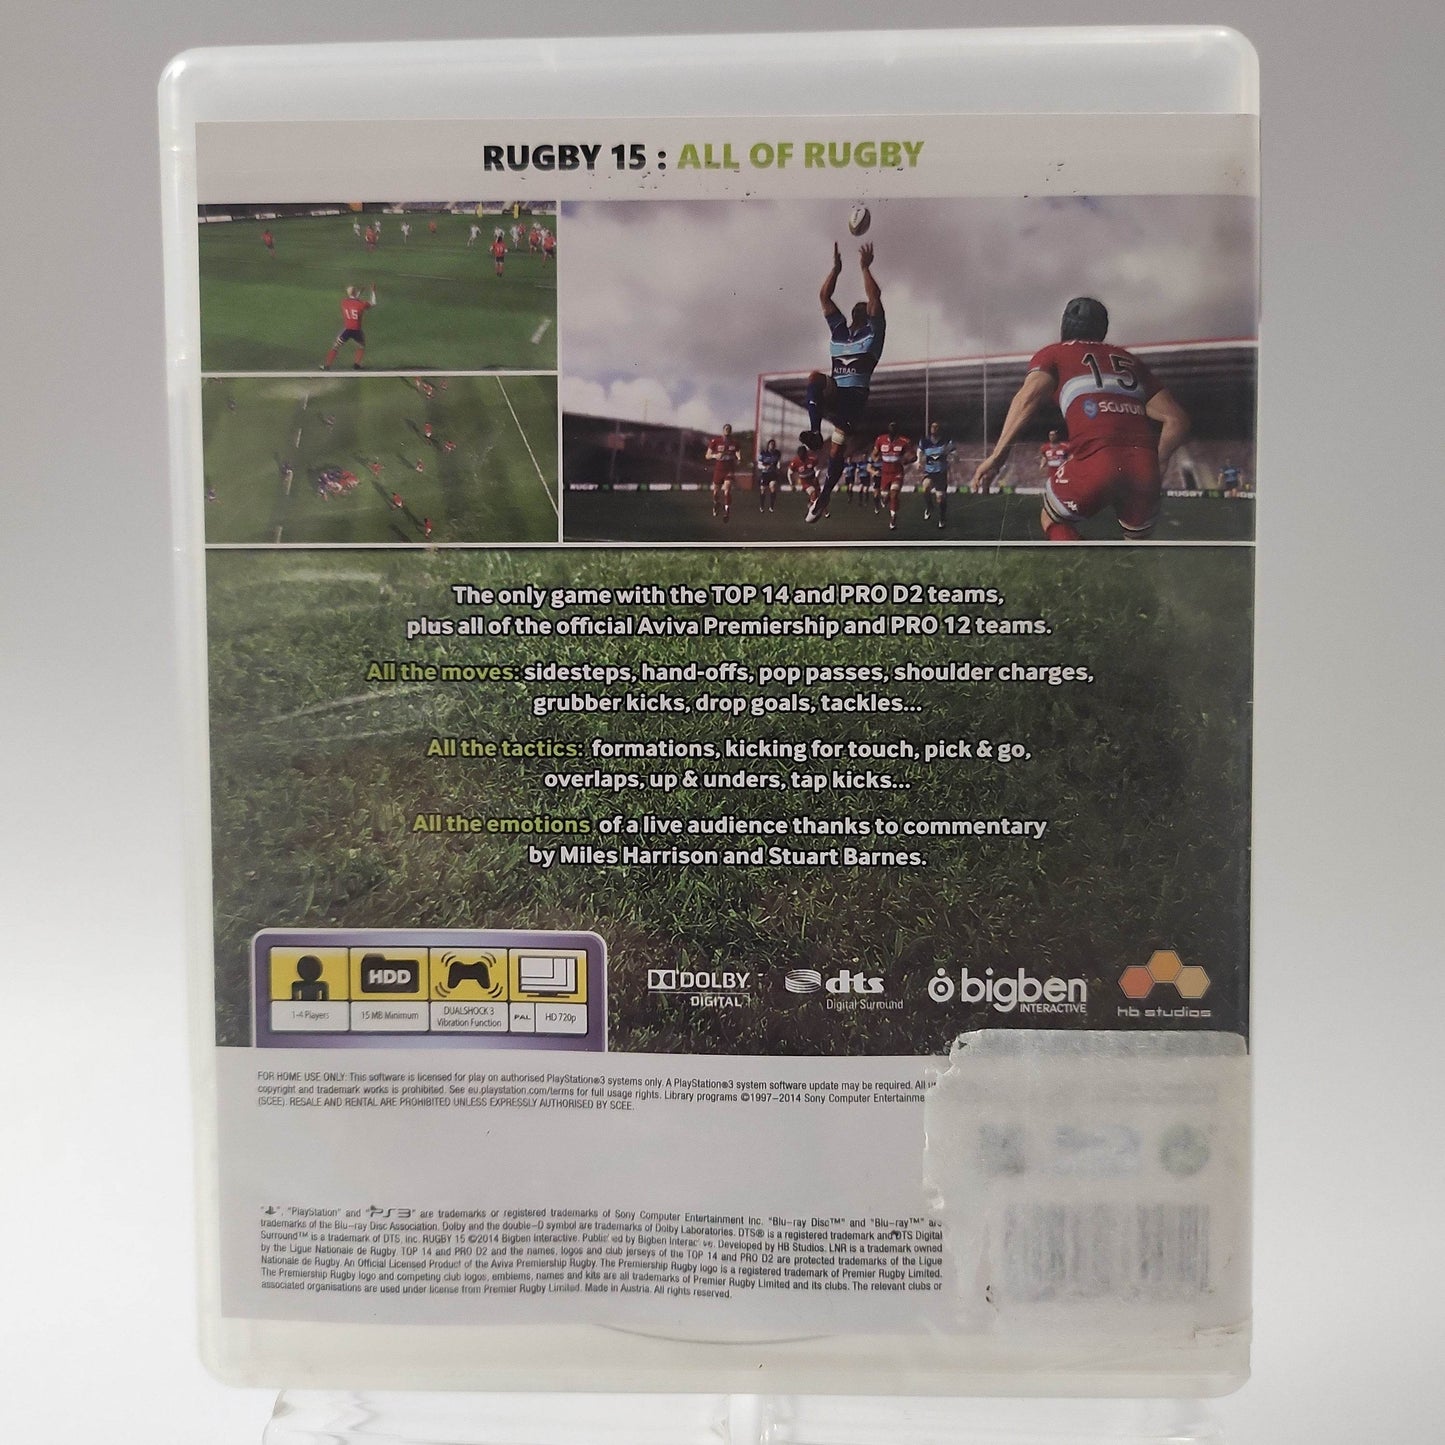 RUGBY 15 : ALL OF RUGBY
15
ALTRAD
15
SCUTUM
RUGBY 15
The only game with the TOP 14 and PRO D2 teams,
plus all of the official Aviva Premiership and PRO 12 teams.
All the moves: sidesteps, hand-offs, pop passes, shoulder charges,
grubber kicks, drop goals, tackles...
All the tactics: formations, kicking for touch, pick & go,
overlaps, up & unders, tap kicks...
All the emotions of a live audience thanks to commentary
by Miles Harrison and Stuart Barnes.
HDD
1-4 Players
15 MB Minimum
DUALSHOCK 3
Vibration Function
PAL
HD 720p
DOLBY
DIGITAL
dts
Digital Surround
bigben
INTERACTIVE
hb studios
FOR HOME USE ONLY: This software is licensed for play on authorised PlayStation®3 systems only. A PlayStation®3 system software update may be required. All
copyright and trademark works is prohibited. See eu.playstation.com/terms for full usage rights. Library programs ©1997–2014 Sony Computer Entertainme
(SCEE). RESALE AND RENTAL ARE PROHIBITED UNLESS EXPRESSLY AUTHORISED BY SCEE.
"PlayStation" and "PS3" are trademarks or registered trademarks of Sony Computer Entertainment Inc. "Blu-ray Disc™" and "Blu-ray™" are
trademarks of the Blu-ray Disc Association. Dolby and the double-D symbol are trademarks of Dolby Laboratories. DTS® is a registered trademark and DTS Digital
Surround™ is a trademark of DTS, Inc. RUGBY 15 ©2014 Bigben Interactive. Published by Bigben Interactive. Developed by HB Studios. LNR is a trademark owned
by the Ligue Nationale de Rugby. TOP 14 and PRO D2 and the names, logos and club jerseys of the TOP 14 and PRO D2 are protected trademarks of the Ligue
Nationale de Rugby. An Official Licensed Product of the Aviva Premiership Rugby. The Premiership Rugby logo is a registered trademark of Premier Rugby Limited.
The Premiership Rugby logo and competing club logos, emblems, names and kits are all trademarks of Premier Rugby Limited and its clubs. The relevant clubs or
associated organisations are used under license from Premier Rugby Limited. Made in Austria. All rights reserved.